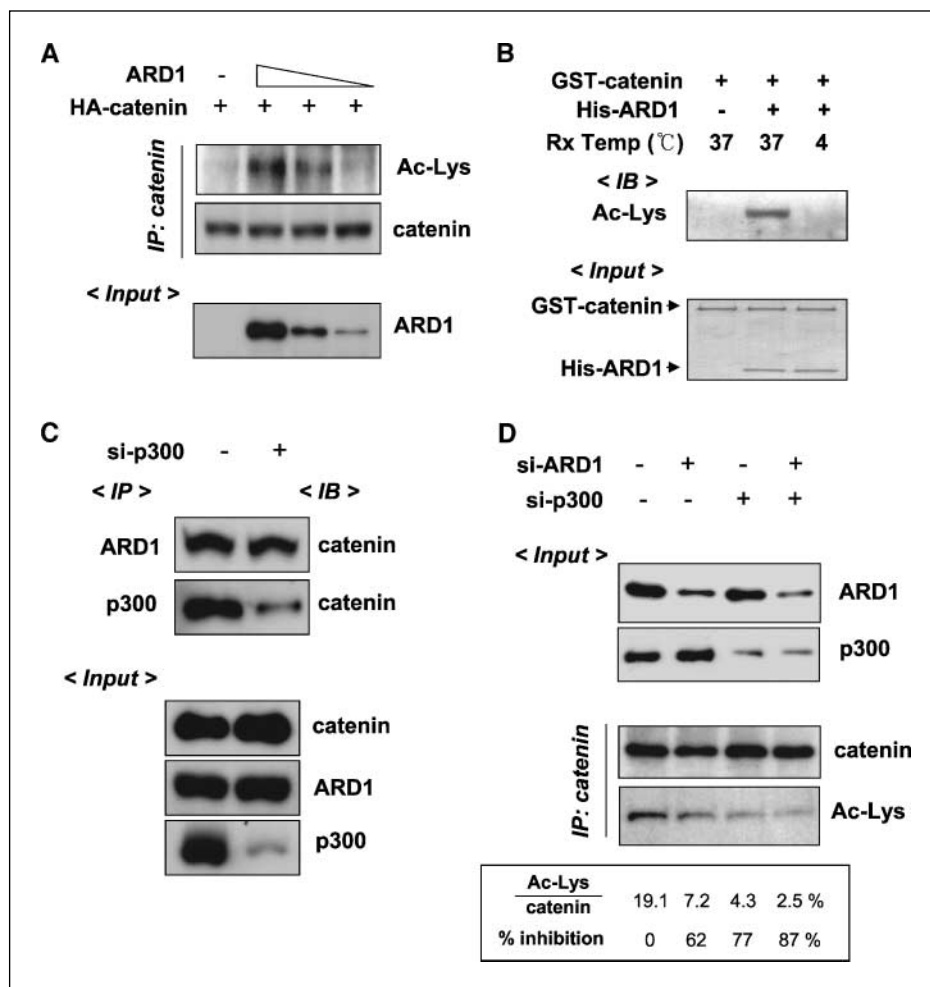 A
ARD1 -
HA-catenin + + + +
IP: catenin
Ac-Lys
catenin
< Input >
ARD1
B
GST-catenin + + +
His-ARD1 - + +
Rx Temp (℃) 37 37 4
< IB >
Ac-Lys
< Input >
GST-catenin
His-ARD1
C
si-p300 - +
< IP > < IB >
ARD1 catenin
p300 catenin
< Input >
catenin
ARD1
p300
D
si-ARD1 - + - +
si-p300 - - + +
< Input >
ARD1
p300
IP: catenin
catenin
Ac-Lys
Ac-Lys
catenin 19.1 7.2 4.3 2.5 %
% inhibition 0 62 77 87 %